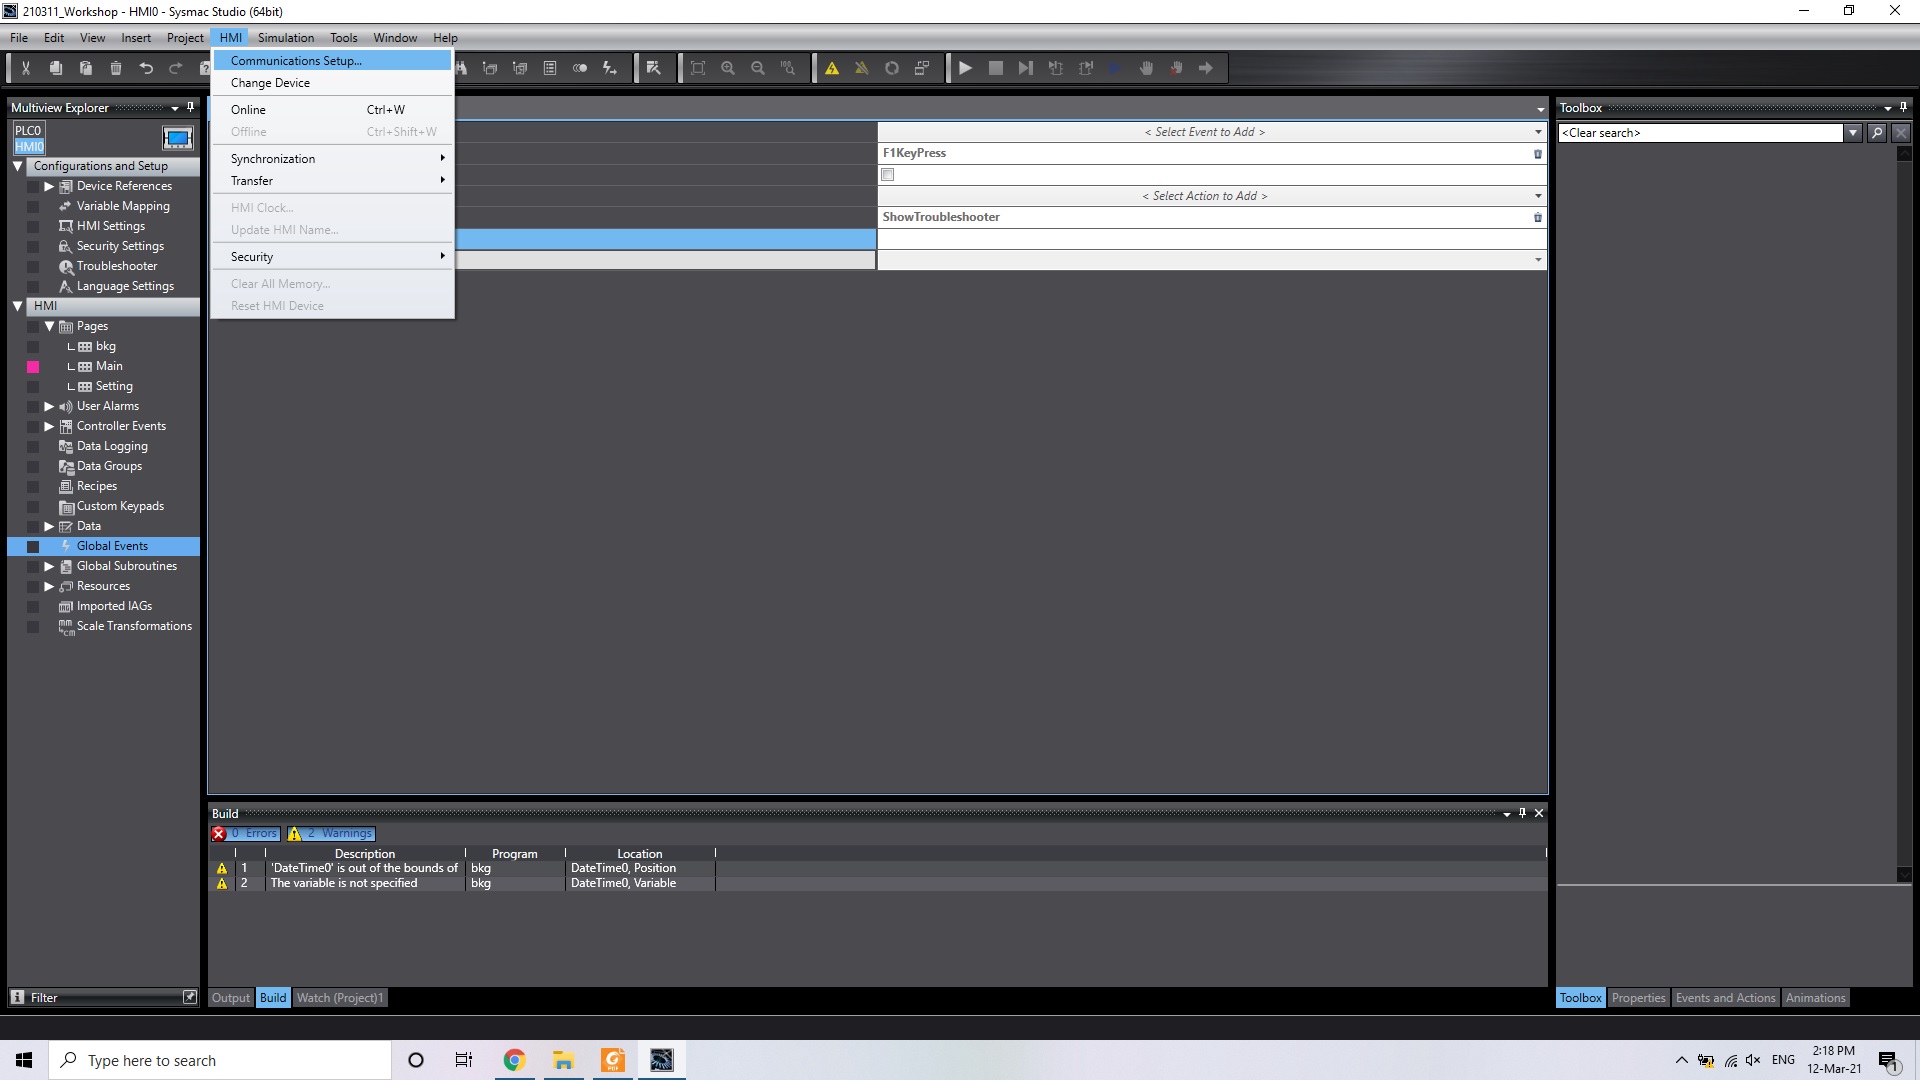 210311_Workshop - HMI0 - Sysmac Studio (64bit)
File Edit View Insert Project HMI Simulation Tools Window Help
Communications Setup...
Change Device
Online Ctrl+W
Offline Ctrl+Shift+W
Synchronization
Transfer
HMI Clock...
Update HMI Name...
Security
Clear All Memory...
Reset HMI Device
Multiview Explorer
PLC0
HMI0
Configurations and Setup
Device References
Variable Mapping
HMI Settings
Security Settings
Troubleshooter
Language Settings
HMI
Pages
bkg
Main
Setting
User Alarms
Controller Events
Data Logging
Data Groups
Recipes
Custom Keypads
Data
Global Events
Global Subroutines
Resources
Imported IAGs
Scale Transformations
Filter
< Select Event to Add >
F1KeyPress
< Select Action to Add >
ShowTroubleshooter
Toolbox
<Clear search>
Build
0 Errors 2 Warnings
Description Program Location
1 'DateTime0' is out of the bounds of bkg DateTime0, Position
2 The variable is not specified bkg DateTime0, Variable
Output Build Watch (Project)1
Toolbox Properties Events and Actions Animations
Type here to search
ENG
2:18 PM
12-Mar-21
1